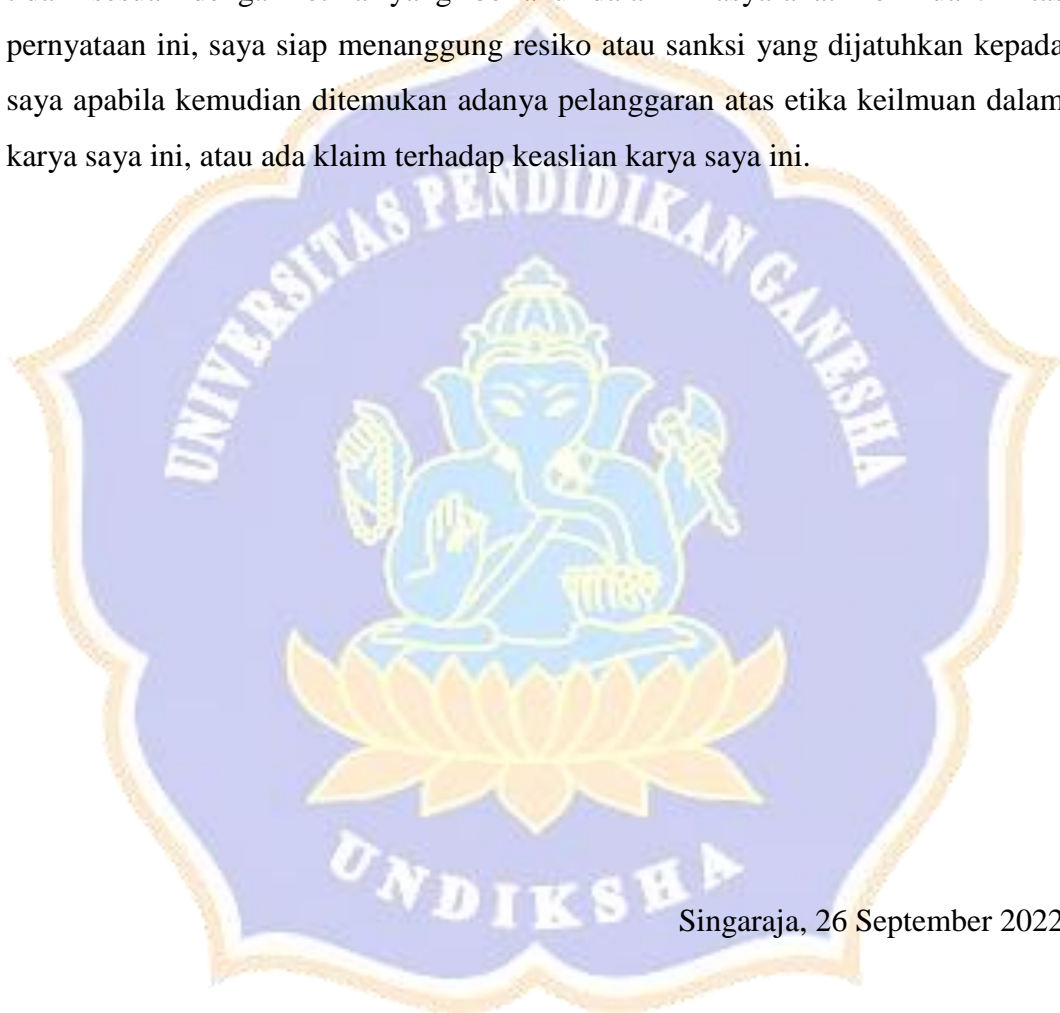 pernyataan ini, saya siap menanggung resiko atau sanksi yang dijatuhkan kepada
saya apabila kemudian ditemukan adanya pelanggaran atas etika keilmuan dalam
karya saya ini, atau ada klaim terhadap keaslian karya saya ini.
UNIVERSITAS PENDIDIKAN GANESHA
UNDIKSHA
Singaraja, 26 September 2022